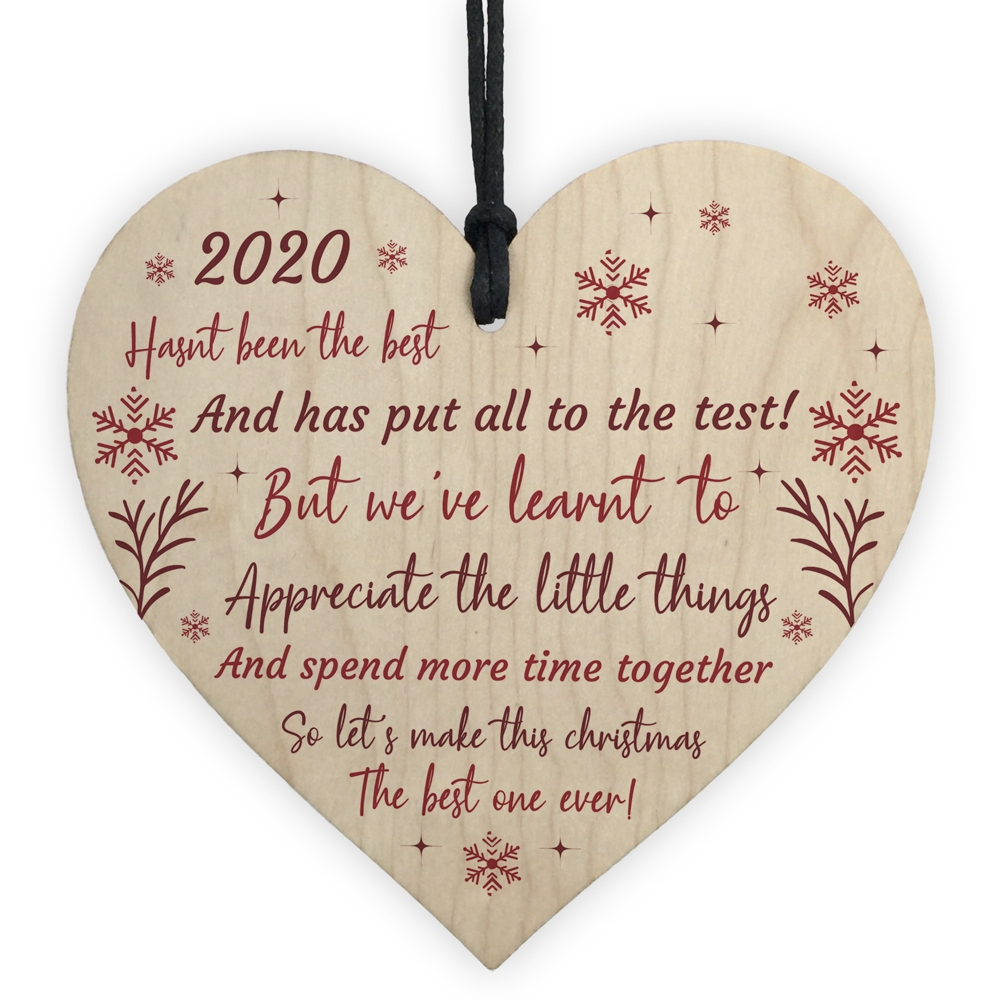 2020
Hasnt been the best
And has put all to the test!
But we've learnt to
Appreciate the little things
And spend more time together
So let's make this christmas
The best one ever!